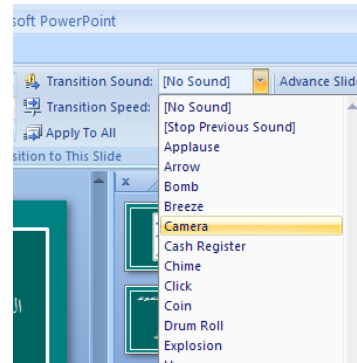 soft PowerPoint
Transition Sound: [No Sound] Advance Slid
Transition Speed:
Apply To All
sition to This Slide
[No Sound]
[Stop Previous Sound]
Applause
Arrow
Bomb
Breeze
Camera
Cash Register
Chime
Click
Coin
Drum Roll
Explosion